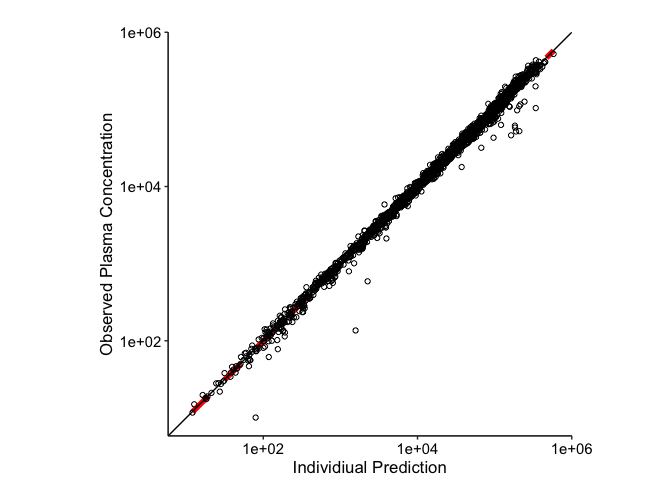 1e+06
1e+04
1e+02
Observed Plasma Concentration
1e+02 1e+04 1e+06
Individiual Prediction